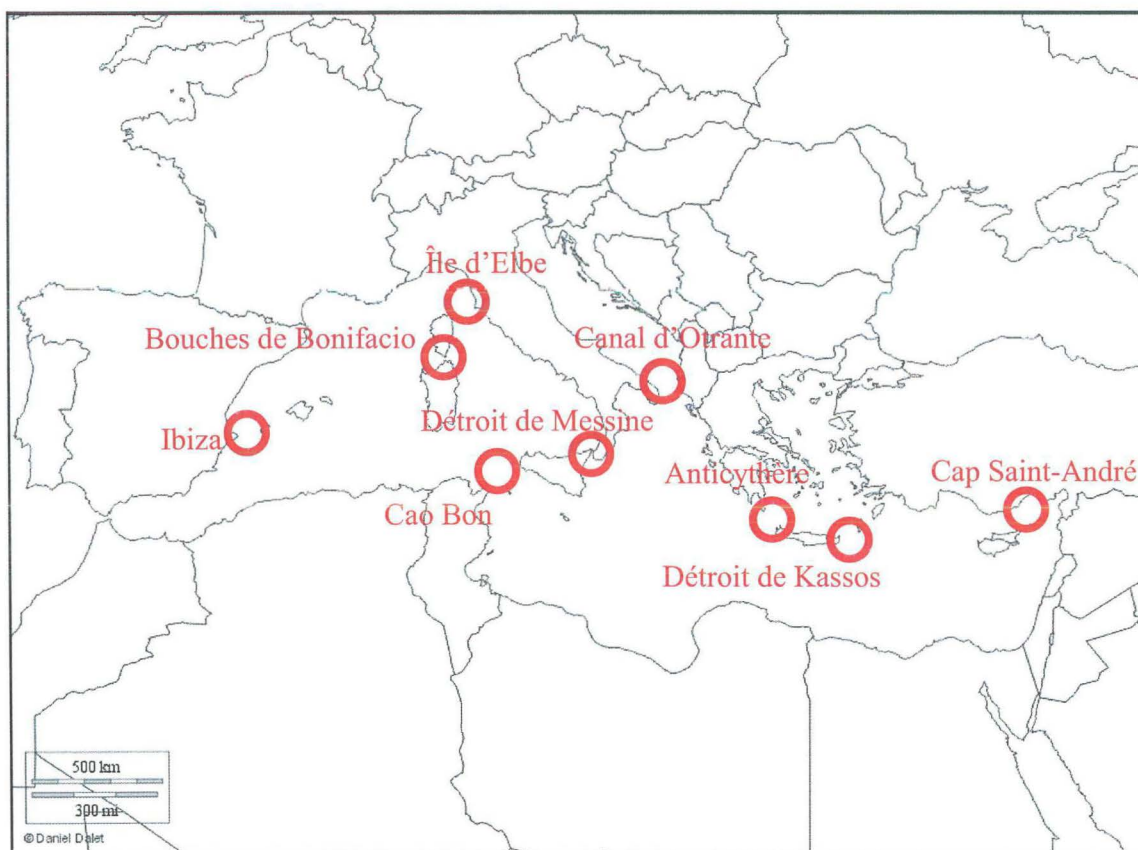 Île d'Elbe
Bouches de Bonifacio
Canal d'Otrante
Détroit de Messine
Ibiza
Anticythère
Cap Saint-André
Cao Bon
Détroit de Kassos
500 km
300 mi
© Daniel Dalet